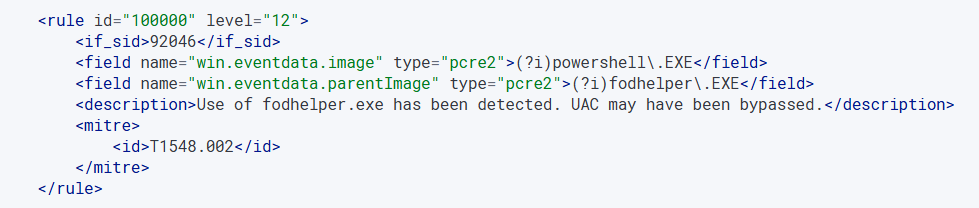 <rule id="100000" level="12">
<if_sid>92046</if_sid>
<field name="win.eventdata.image" type="pcre2">(?i)powershell\.EXE</field>
<field name="win.eventdata.parentImage" type="pcre2">(?i)fodhelper\.EXE</field>
<description>Use of fodhelper.exe has been detected. UAC may have been bypassed.</description>
<mitre>
<id>T1548.002</id>
</mitre>
</rule>